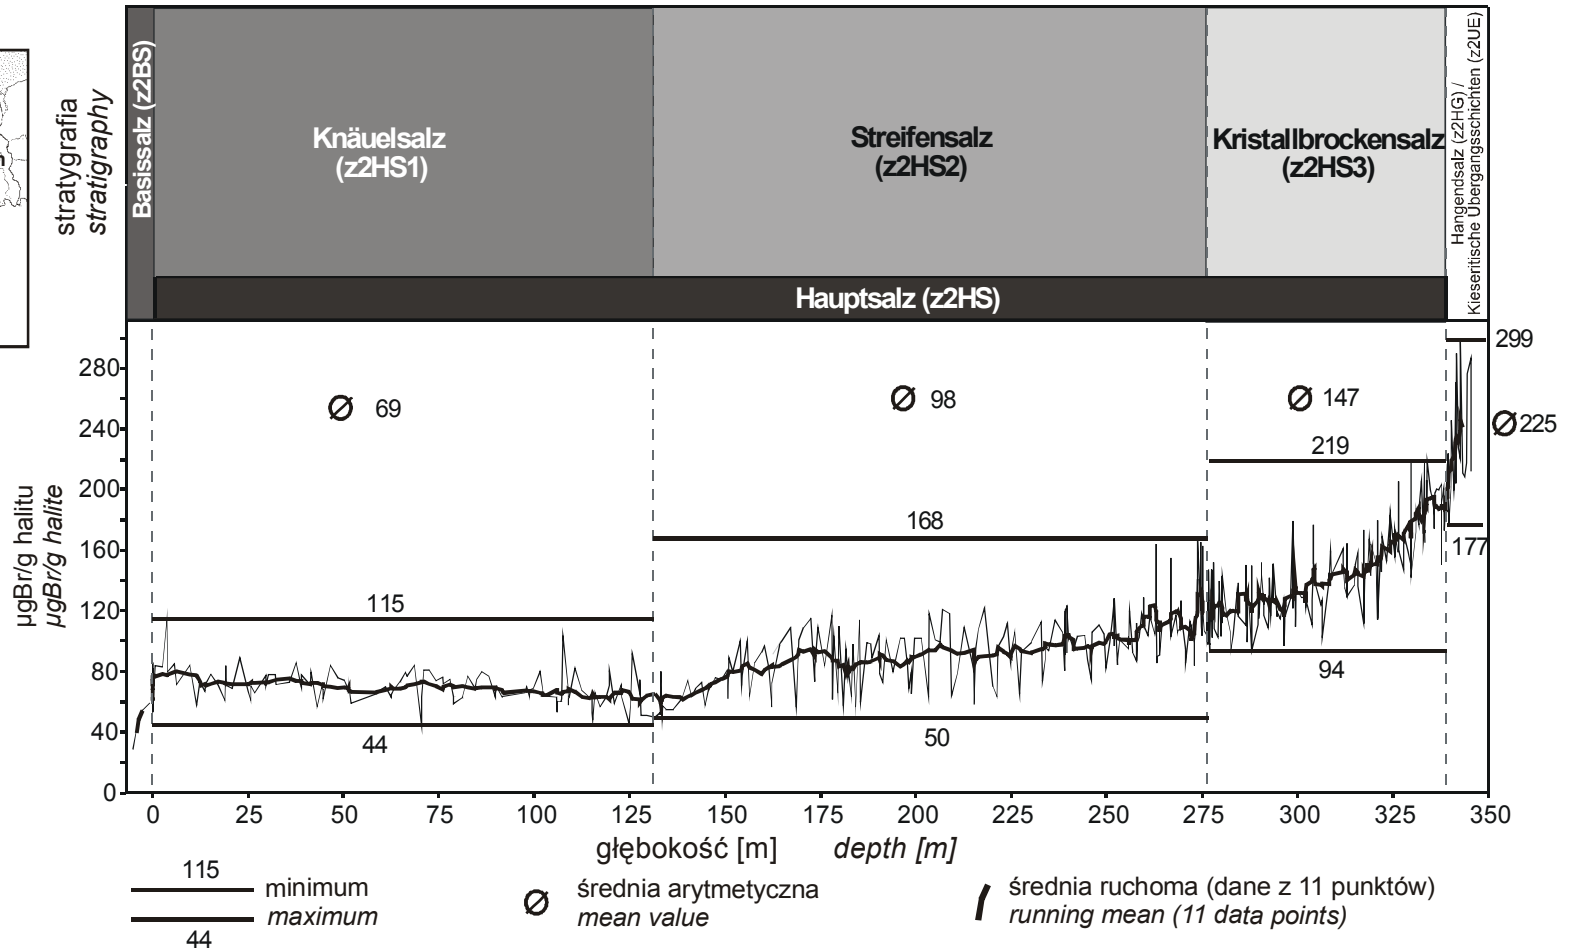 stratygrafia
stratigraphy
Basissalz (z2BS)
Knäuelsalz
(z2HS1)
Streifensalz
(z2HS2)
Kristallbrockensalz
(z2HS3)
Hangendsalz (z2HG) /
Kieseritische Übergangsschichten (z2UE)
Hauptsalz (z2HS)
µgBr/g halitu
µgBr/g halite
280
240
200
160
120
80
40
0
69
98
147
299
225
219
168
177
115
94
44
50
0 25 50 75 100 125 150 175 200 225 250 275 300 325 350
głębokość [m] depth [m]
115
minimum
maximum
44
średnia arytmetyczna
mean value
średnia ruchoma (dane z 11 punktów)
running mean (11 data points)